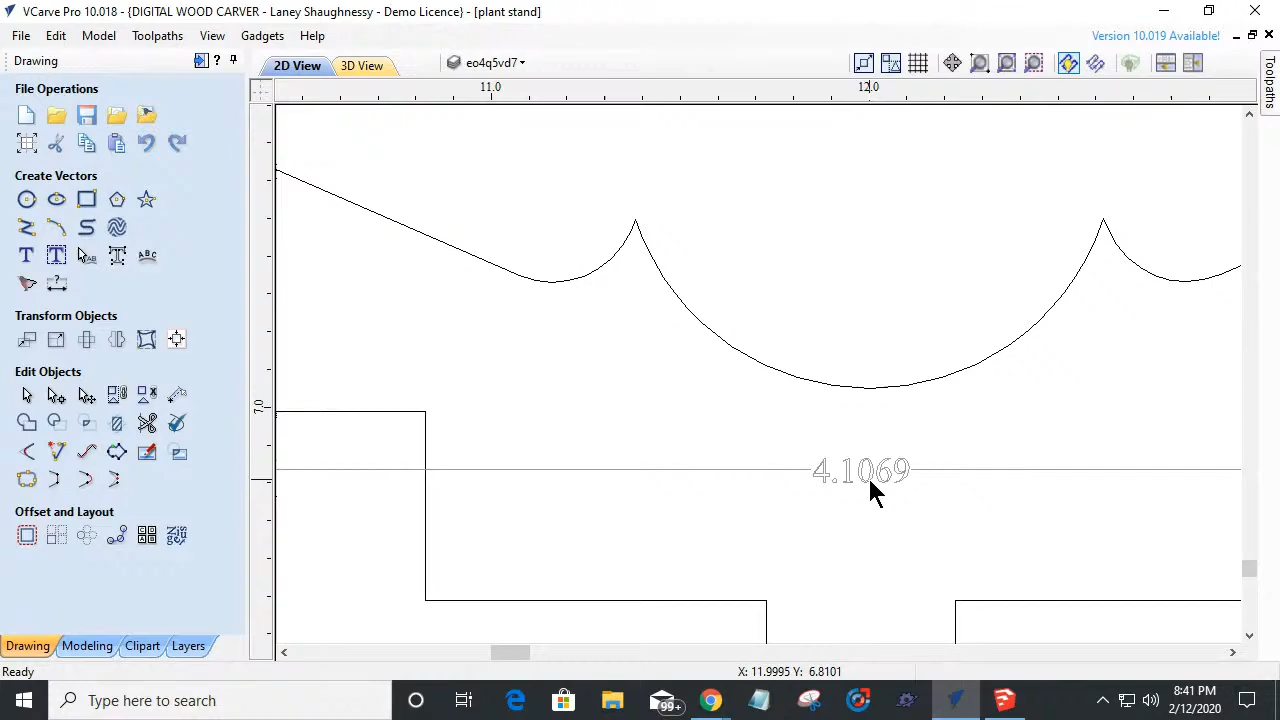 VCarve Pro 10.018 - {DIGITAL WOOD CARVER - Laney Shaughnessy - Demo Licence} - [plant stand]
File Edit Model Toolpaths View Gadgets Help
Version 10.019 Available!
Drawing
?
2D View
3D View
eo4q5vd7
Toolpaths
File Operations
11.0
12.0
Create Vectors
T T AB T ABC
?
Transform Objects
Edit Objects
7.0
4.1069
Offset and Layout
Drawing Modeling Clipart Layers
Ready
X: 11.9995 Y: 6.8101
Type here to search
99+
8:41 PM
2/12/2020